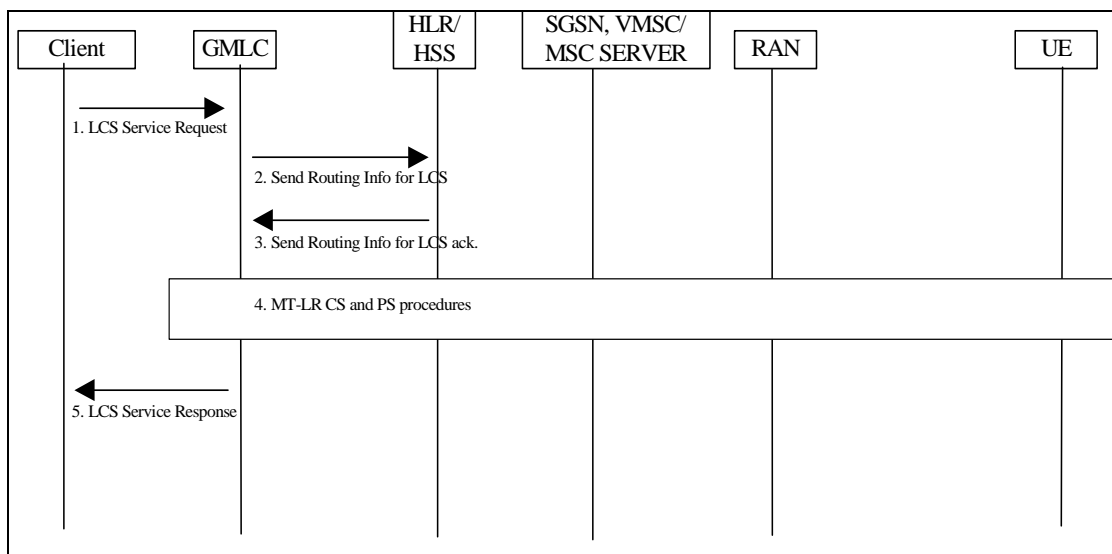 Client
GMLC
HLR/
HSS
SGSN, VMSC/
MSC SERVER
RAN
UE
1. LCS Service Request
2. Send Routing Info for LCS
3. Send Routing Info for LCS ack.
4. MT-LR CS and PS procedures
5. LCS Service Response